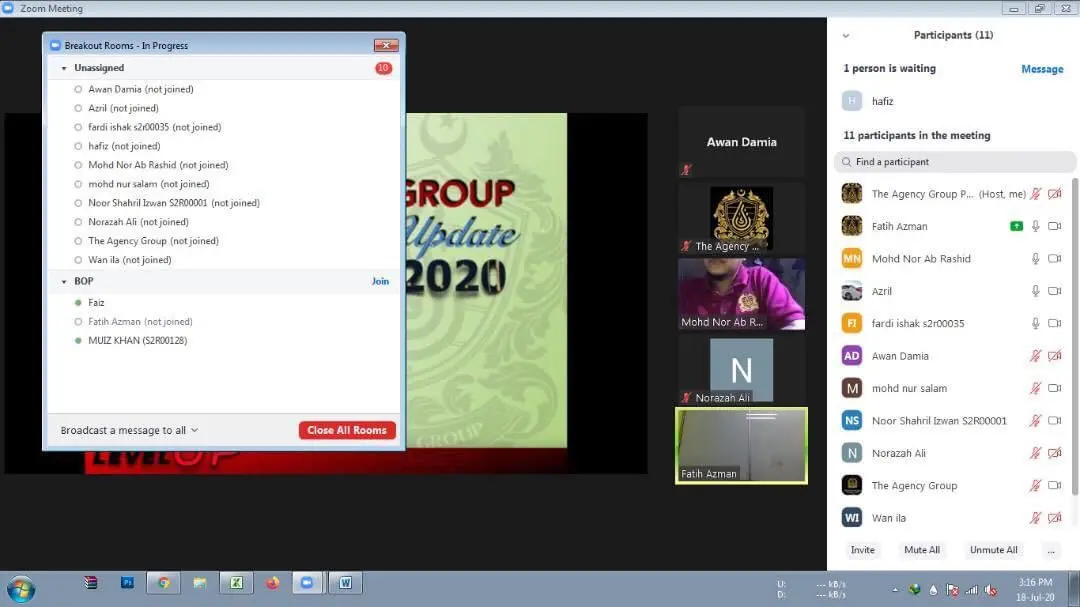 Zoom Meeting
Breakout Rooms - In Progress
Unassigned
10
Awan Damia (not joined)
Azril (not joined)
fardi ishak s2r00035 (not joined)
hafiz (not joined)
Mohd Nor Ab Rashid (not joined)
mohd nur salam (not joined)
Noor Shahril Izwan S2R00001 (not joined)
Norazah Ali (not joined)
The Agency Group (not joined)
Wan ila (not joined)
BOP
Join
Faiz
Fatih Azman (not joined)
MUIZ KHAN (S2R00128)
Broadcast a message to all
Close All Rooms
GROUP
Update
2020
GROUP
Awan Damia
The Agency ...
Mohd Nor Ab R...
N
Norazah Ali
Fatih Azman
Participants (11)
1 person is waiting
Message
H
hafiz
11 participants in the meeting
Find a participant
The Agency Group P... (Host, me)
Fatih Azman
MN
Mohd Nor Ab Rashid
Azril
FI
fardi ishak s2r00035
AD
Awan Damia
M
mohd nur salam
NS
Noor Shahril Izwan S2R00001
N
Norazah Ali
The Agency Group
WI
Wan ila
Invite
Mute All
Unmute All
...
U: --- kB/s
D: --- kB/s
3:16 PM
18-Jul-20